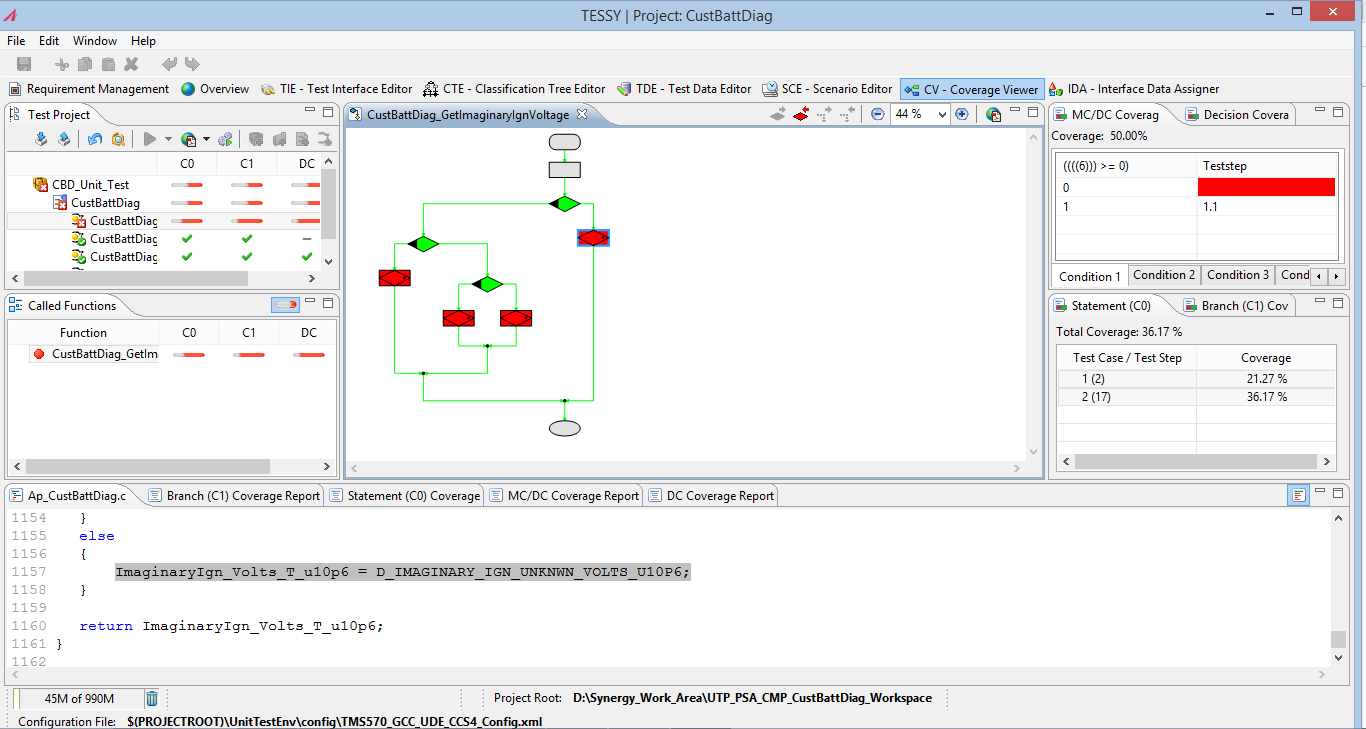 TESSY | Project: CustBattDiag
File Edit Window Help
Requirement Management Overview TIE - Test Interface Editor CTE - Classification Tree Editor TDE - Test Data Editor SCE - Scenario Editor CV - Coverage Viewer IDA - Interface Data Assigner
Test Project
C0 C1 DC
CBD_Unit_Test
CustBattDiag
CustBattDiag
CustBattDiag
CustBattDiag
Called Functions
Function C0 C1 DC
CustBattDiag_GetIm
CustBattDiag_GetImaginaryIgnVoltage
44 %
MC/DC Coverag Decision Covera
Coverage: 50.00%
((((6))) >= 0) Teststep
0
1 1.1
Condition 1 Condition 2 Condition 3 Cond
Statement (C0) Branch (C1) Cov
Total Coverage: 36.17 %
Test Case / Test Step Coverage
1 (2) 21.27 %
2 (17) 36.17 %
Ap_CustBattDiag.c Branch (C1) Coverage Report Statement (C0) Coverage MC/DC Coverage Report DC Coverage Report
1154 }
1155 else
1156 {
1157 ImaginaryIgn_Volts_T_u10p6 = D_IMAGINARY_IGN_UNKNWN_VOLTS_U10P6;
1158 }
1159
1160 return ImaginaryIgn_Volts_T_u10p6;
1161 }
1162
45M of 990M Project Root: D:\Synergy_Work_Area\UTP_PSA_CMP_CustBattDiag_Workspace
Configuration File: $(PROJECTROOT)\UnitTestEnv\config\TMS570_GCC_UDE_CCS4_Config.xml